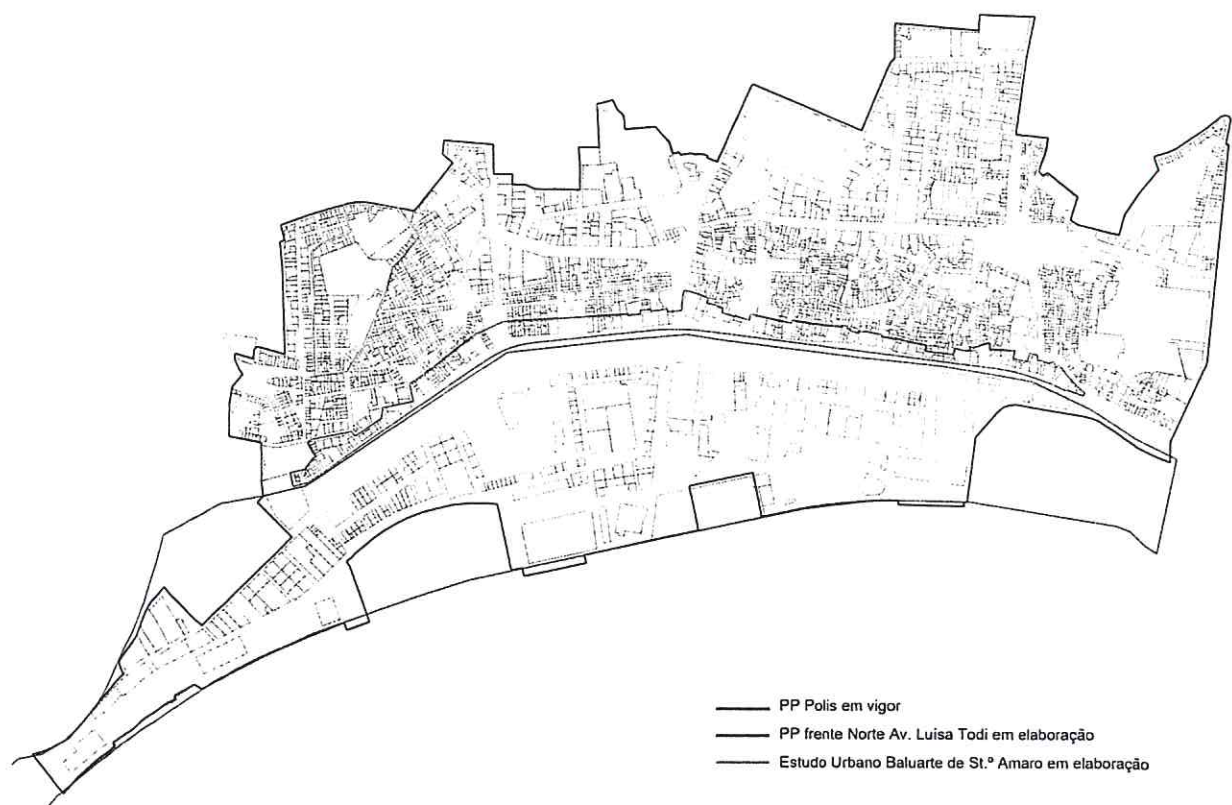 PP Polis em vigor
PP frente Norte Av. Luisa Todi em elaboração
Estudo Urbano Baluarte de St.º Amaro em elaboração